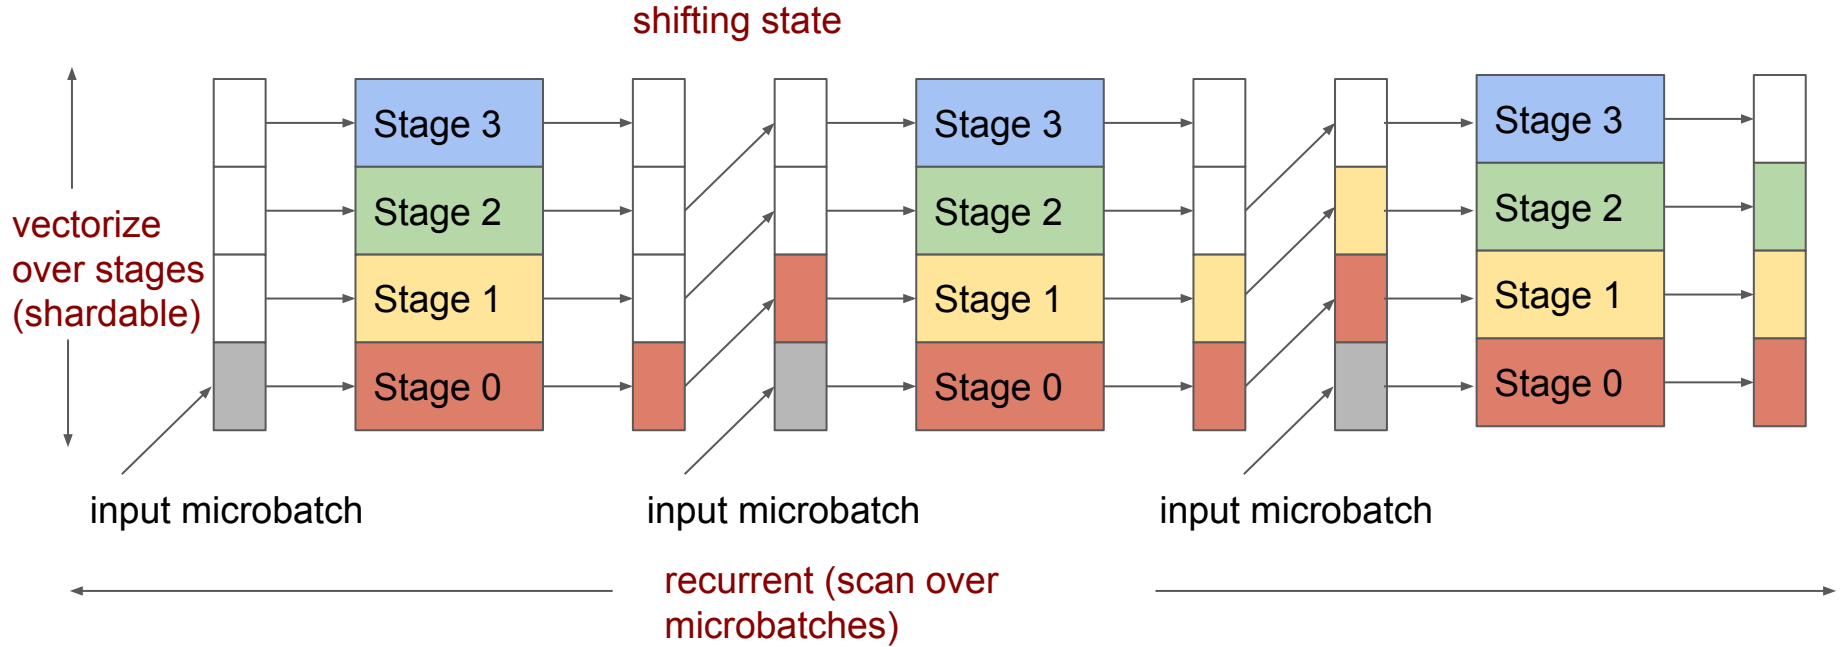 shifting state
Stage 3
Stage 3
Stage 3
Stage 2
Stage 2
Stage 2
vectorize
over stages
(shardable)
Stage 1
Stage 1
Stage 1
Stage 0
Stage 0
Stage 0
input microbatch
input microbatch
input microbatch
recurrent (scan over
microbatches)